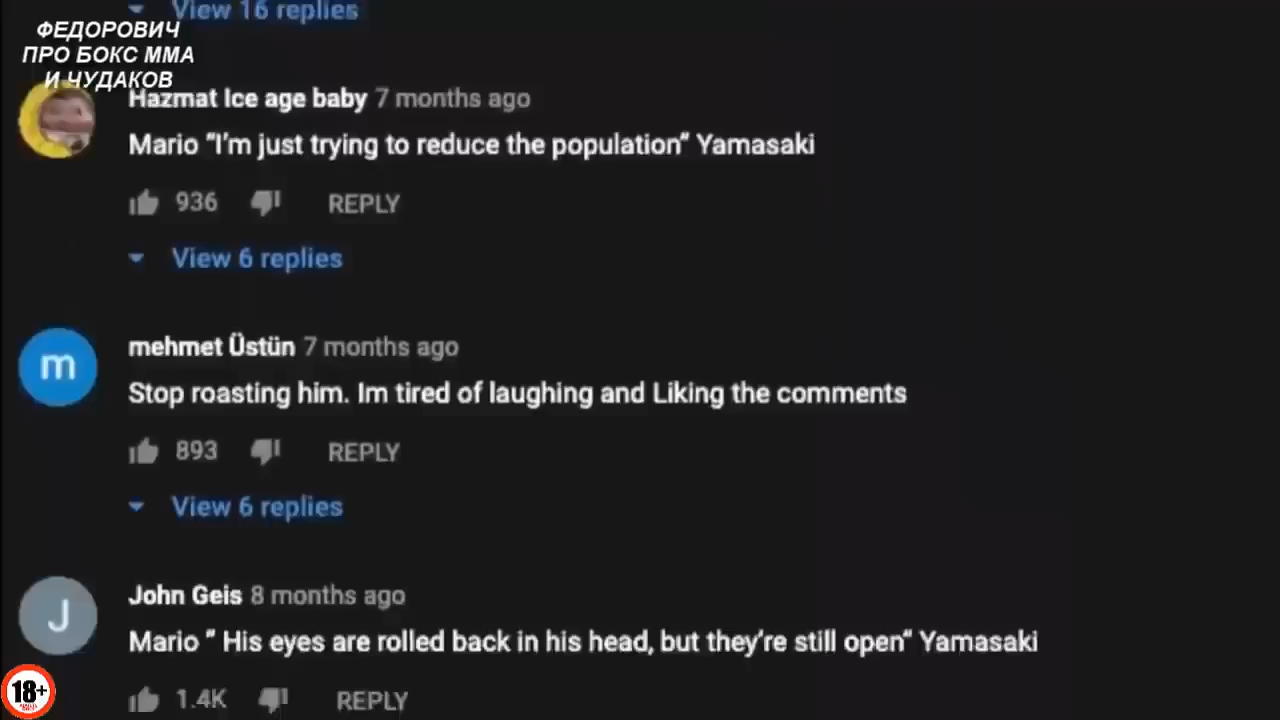 View 16 replies
ФЕДОРОВИЧ
ПРО БОКС ММА
И ЧУДАКОВ
Hazmat Ice age baby 7 months ago
Mario "I'm just trying to reduce the population" Yamasaki
936 REPLY
View 6 replies
m
mehmet Üstün 7 months ago
Stop roasting him. Im tired of laughing and Liking the comments
893 REPLY
View 6 replies
J
John Geis 8 months ago
Mario " His eyes are rolled back in his head, but they're still open" Yamasaki
18+
1.4K REPLY